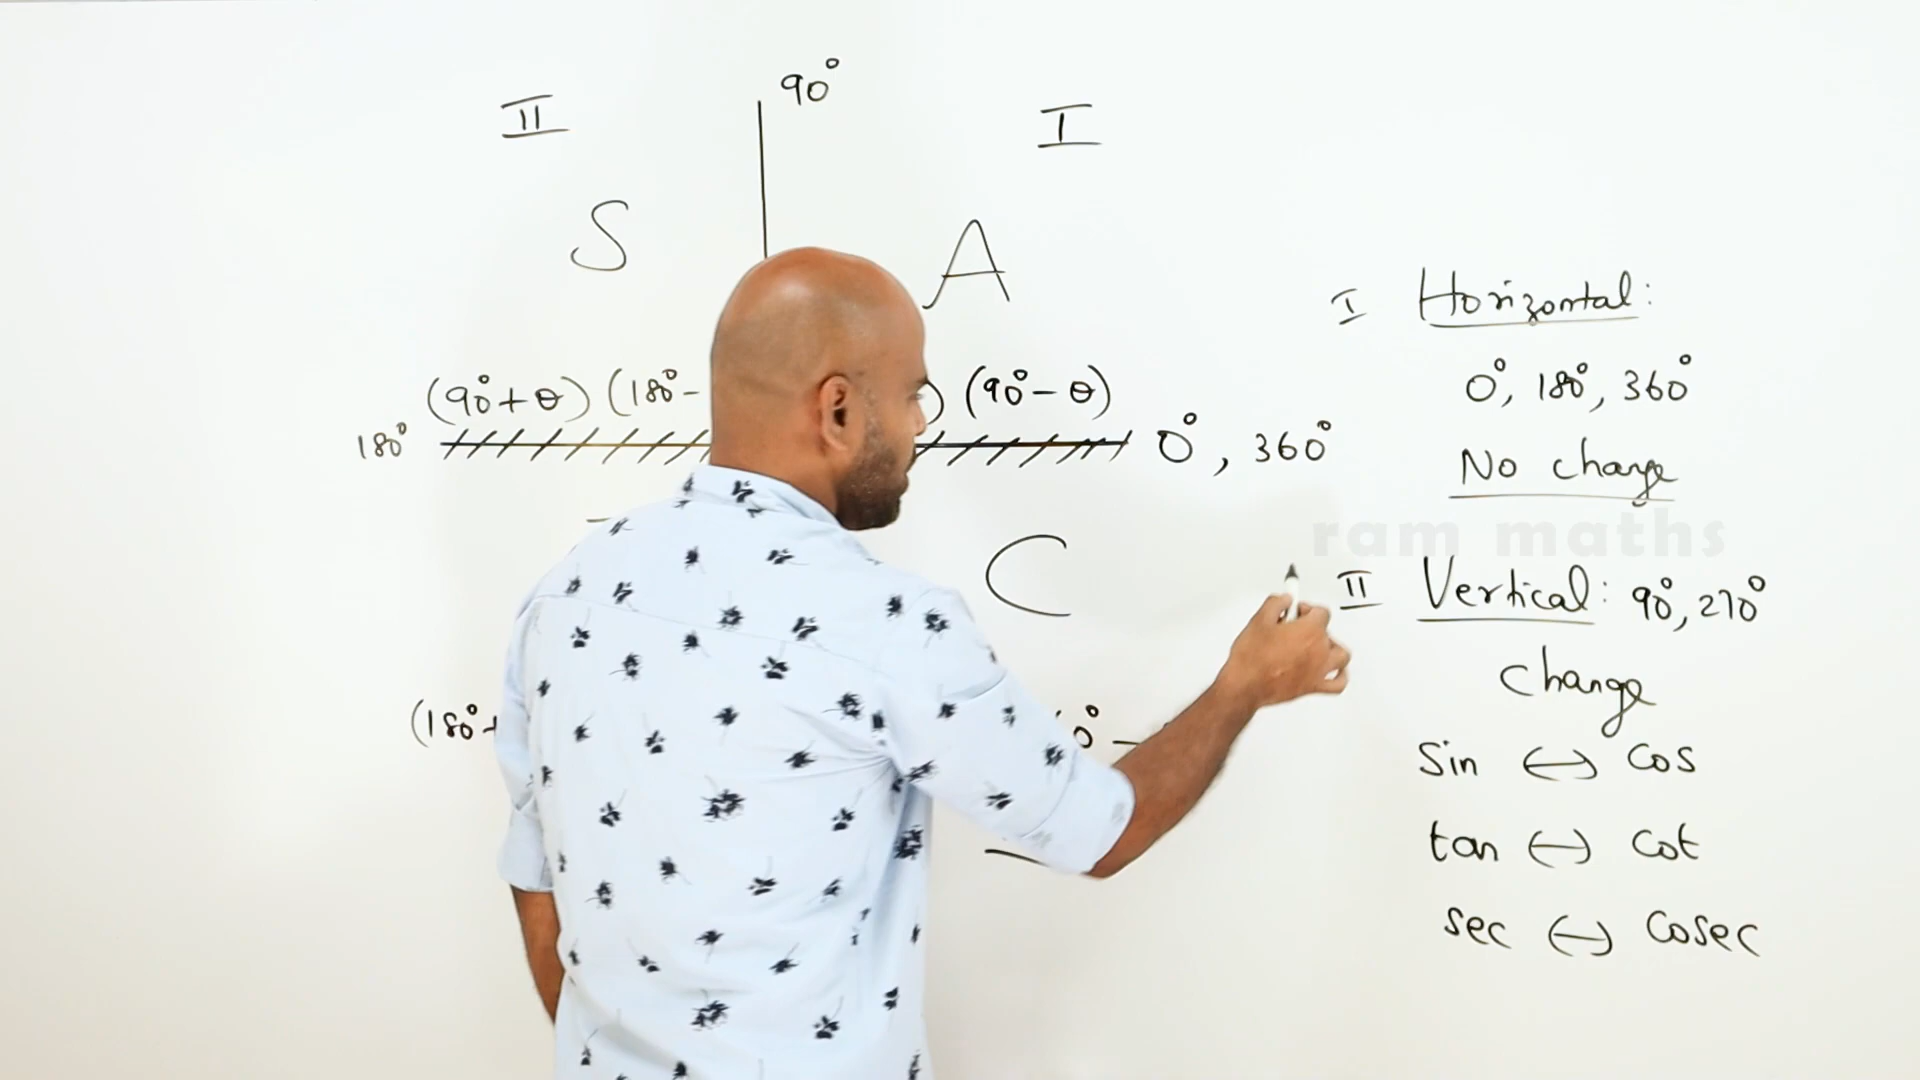 90°
II
I
S
A
(90° + θ) (180° -
) (90° - θ)
180°
0°, 360°
C
(180° +
0° -
I Horizontal:
0°, 180°, 360°
No change
ram maths
II Vertical: 90°, 270°
Change
Sin ↔ Cos
tan ↔ Cot
sec ↔ Cosec